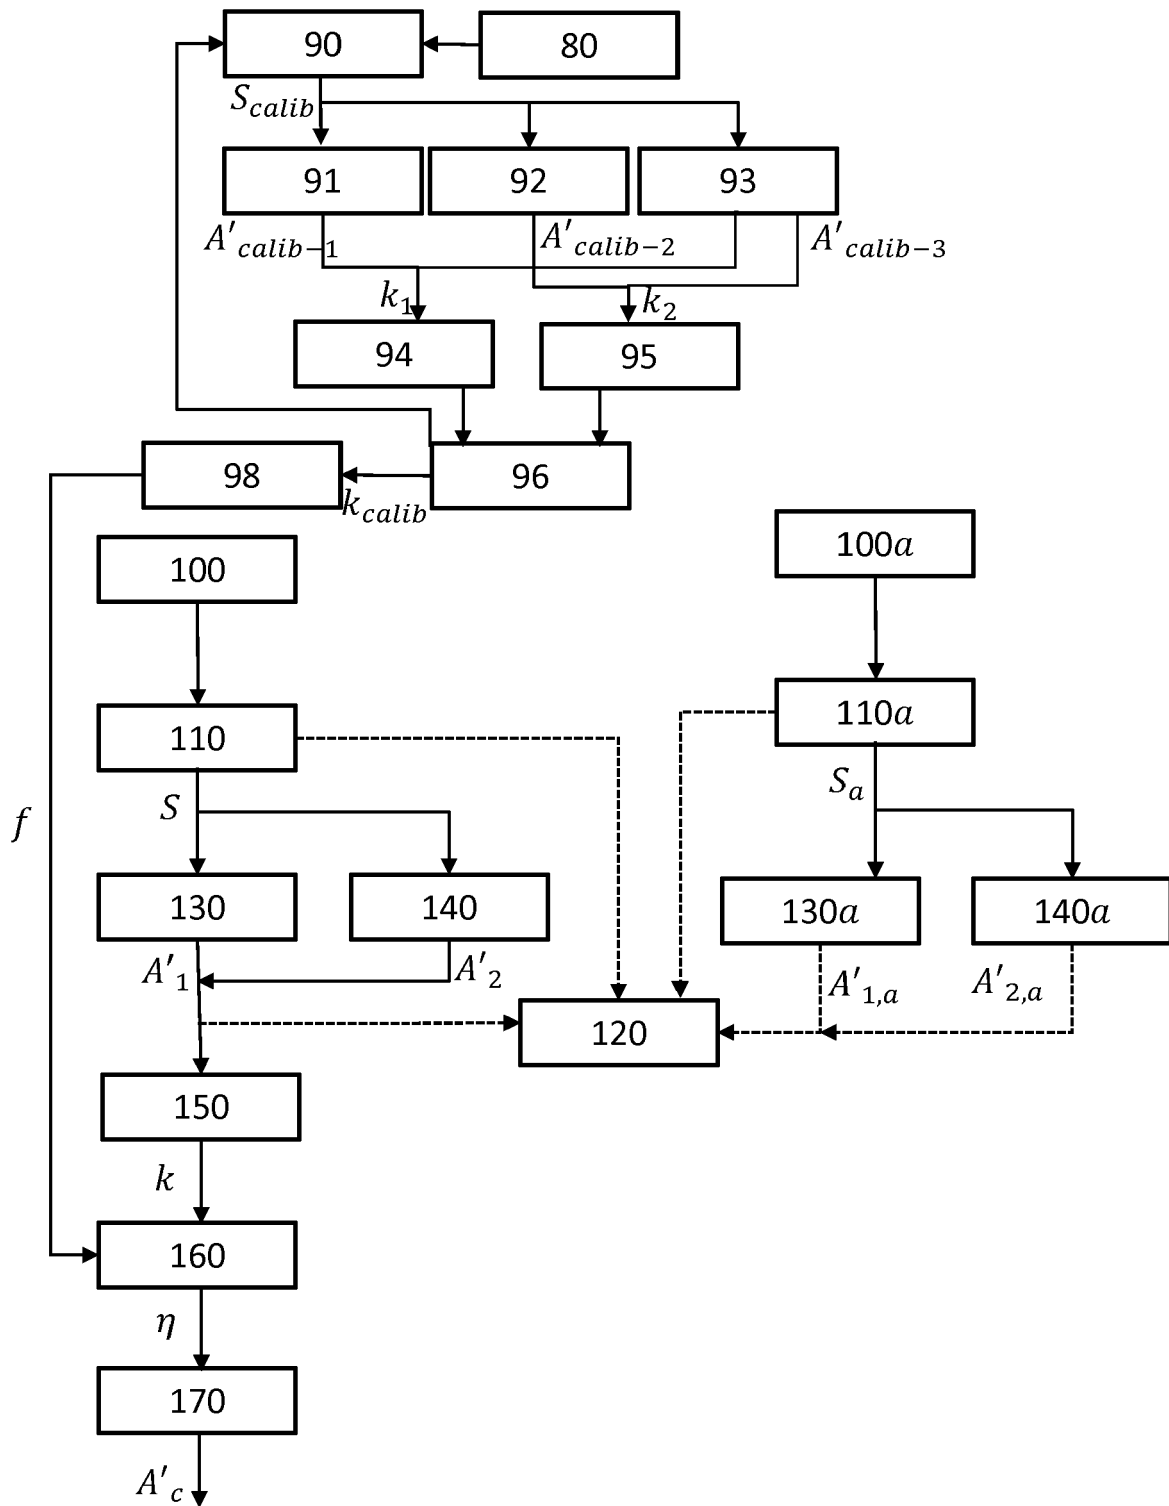 90 80
S_calib
91 92 93
A'_calib−1 A'_calib−2 A'_calib−3
k_1 k_2
94 95
98 96
k_calib
100 100a
110 110a
S S_a
f
130 140 130a 140a
A'_1 A'_2 A'_1,a A'_2,a
120
150
k
160
η
170
A'_c